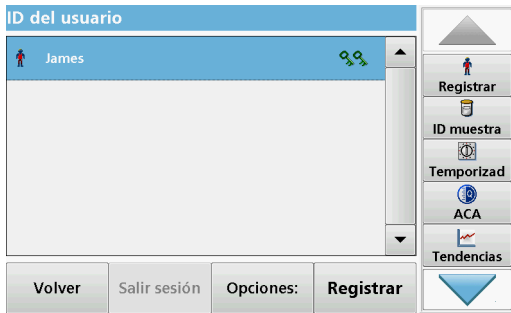 ID del usuario
James
Volver
Salir sesión
Opciones:
Registrar
Registrar
ID muestra
Temporizad
ACA
Tendencias